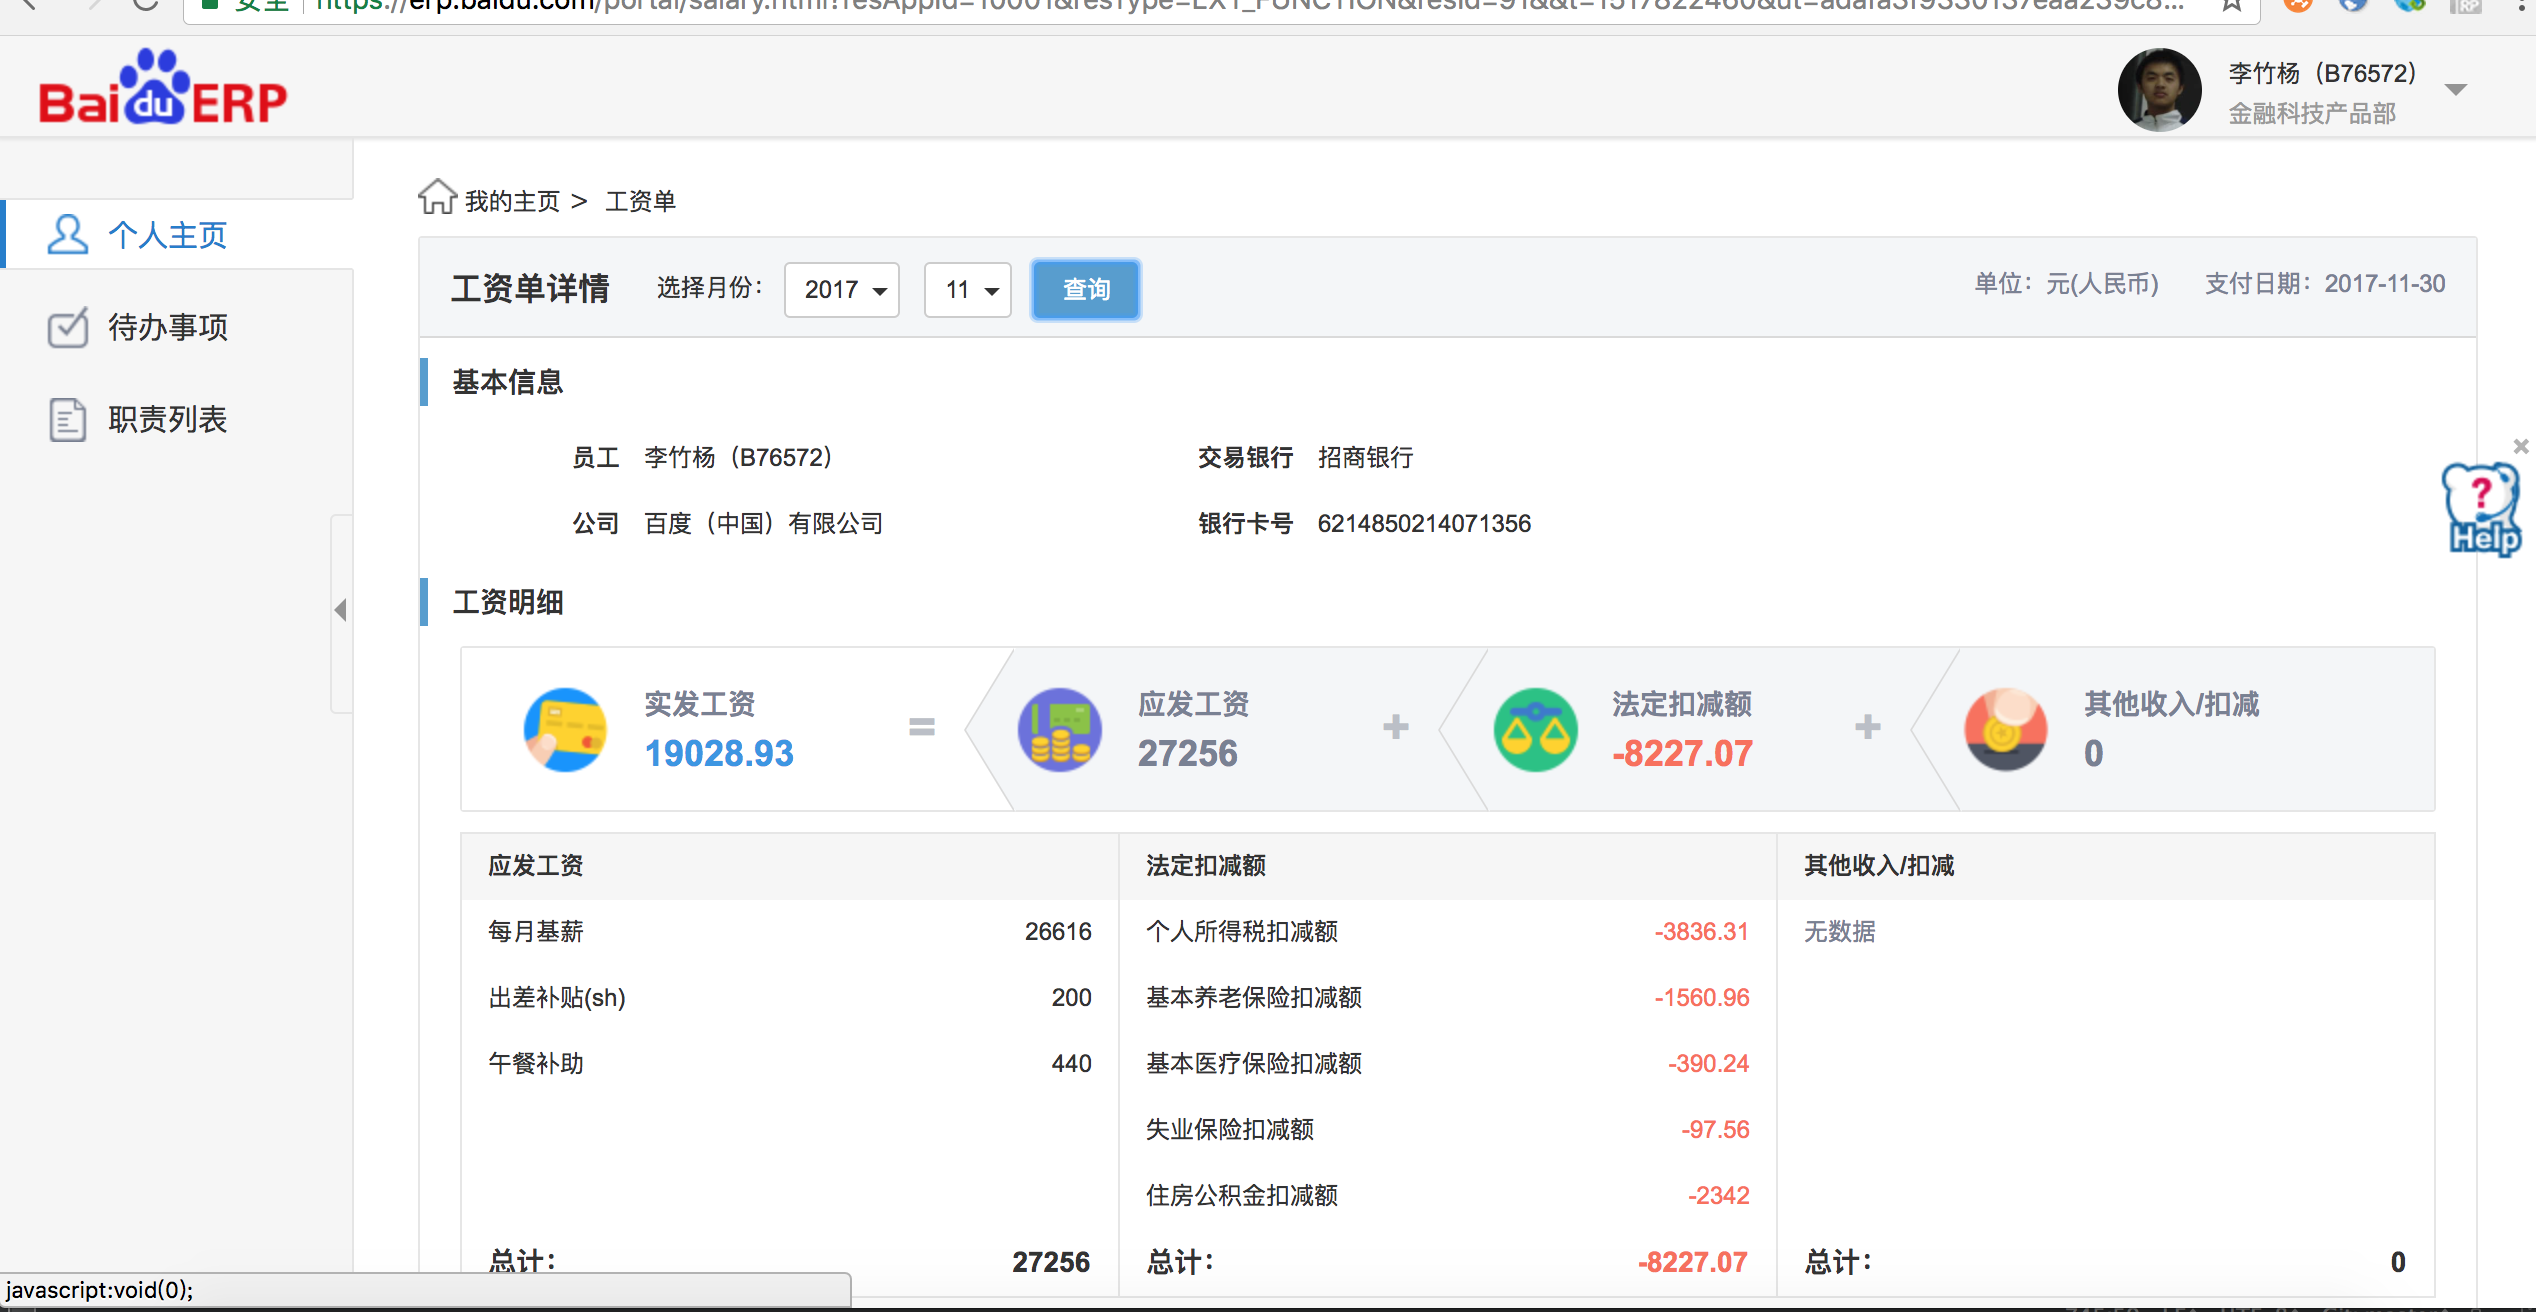 安全 https://erp.baidu.com/portal/salary.html?resAppId=10001&resType=EXT_FUNCTION&resId=91&&t=1517822460&ut=
Baidu ERP
李竹杨（B76572）
金融科技产品部
个人主页
待办事项
职责列表
我的主页 > 工资单
工资单详情 选择月份： 2017 11 查询 单位：元(人民币) 支付日期：2017-11-30
基本信息
员工 李竹杨（B76572） 交易银行 招商银行
公司 百度（中国）有限公司 银行卡号 6214850214071356
? Help
工资明细
实发工资 = 应发工资 + 法定扣减额 + 其他收入/扣减
19028.93 27256 -8227.07 0
应发工资 法定扣减额 其他收入/扣减
每月基薪 26616 个人所得税扣减额 -3836.31 无数据
出差补贴(sh) 200 基本养老保险扣减额 -1560.96
午餐补助 440 基本医疗保险扣减额 -390.24
失业保险扣减额 -97.56
住房公积金扣减额 -2342
总计： 27256 总计： -8227.07 总计： 0
javascript:void(0);